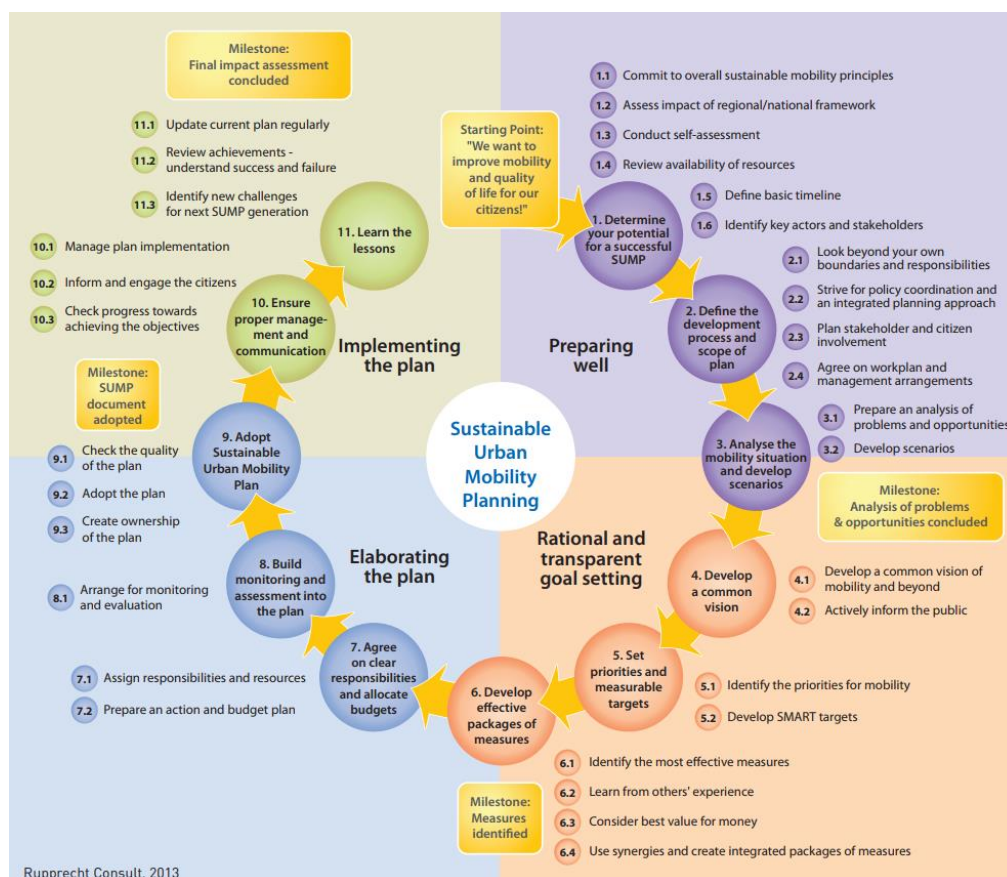 Milestone:
Final impact assessment
concluded
11.1 Update current plan regularly
11.2 Review achievements -
understand success and failure
11.3 Identify new challenges
for next SUMP generation
10.1 Manage plan implementation
10.2 Inform and engage the citizens
10.3 Check progress towards
achieving the objectives
11. Learn the
lessons
10. Ensure
proper manage-
ment and
communication
Implementing
the plan
Milestone:
SUMP
document
adopted
Starting Point:
"We want to
improve mobility
and quality
of life for our
citizens!"
1.1 Commit to overall sustainable mobility principles
1.2 Assess impact of regional/national framework
1.3 Conduct self-assessment
1.4 Review availability of resources
1.5 Define basic timeline
1.6 Identify key actors and stakeholders
1. Determine
your potential
for a successful
SUMP
2.1 Look beyond your own
boundaries and responsibilities
2.2 Strive for policy coordination and
an integrated planning approach
2.3 Plan stakeholder and citizen
involvement
2.4 Agree on workplan and
management arrangements
2. Define the
development
process and
scope of
plan
Preparing
well
3.1 Prepare an analysis of
problems and opportunities
3.2 Develop scenarios
3. Analyse the
mobility situation
and develop
scenarios
Sustainable
Urban
Mobility
Planning
Milestone:
Analysis of problems
& opportunities concluded
Rational and
transparent
goal setting
4. Develop
a common
vision
4.1 Develop a common vision of
mobility and beyond
4.2 Actively inform the public
5. Set
priorities and
measurable
targets
5.1 Identify the priorities for mobility
5.2 Develop SMART targets
6. Develop
effective
packages of
measures
6.1 Identify the most effective measures
6.2 Learn from others' experience
6.3 Consider best value for money
6.4 Use synergies and create integrated packages of measures
Milestone:
Measures
identified
9. Adopt
Sustainable
Urban Mobility
Plan
9.1 Check the quality
of the plan
9.2 Adopt the plan
9.3 Create ownership
of the plan
Elaborating
the plan
8. Build
monitoring and
assessment into
the plan
8.1 Arrange for monitoring
and evaluation
7. Agree
on clear
responsibilities
and allocate
budgets
7.1 Assign responsibilities and resources
7.2 Prepare an action and budget plan
Rupprecht Consult, 2013